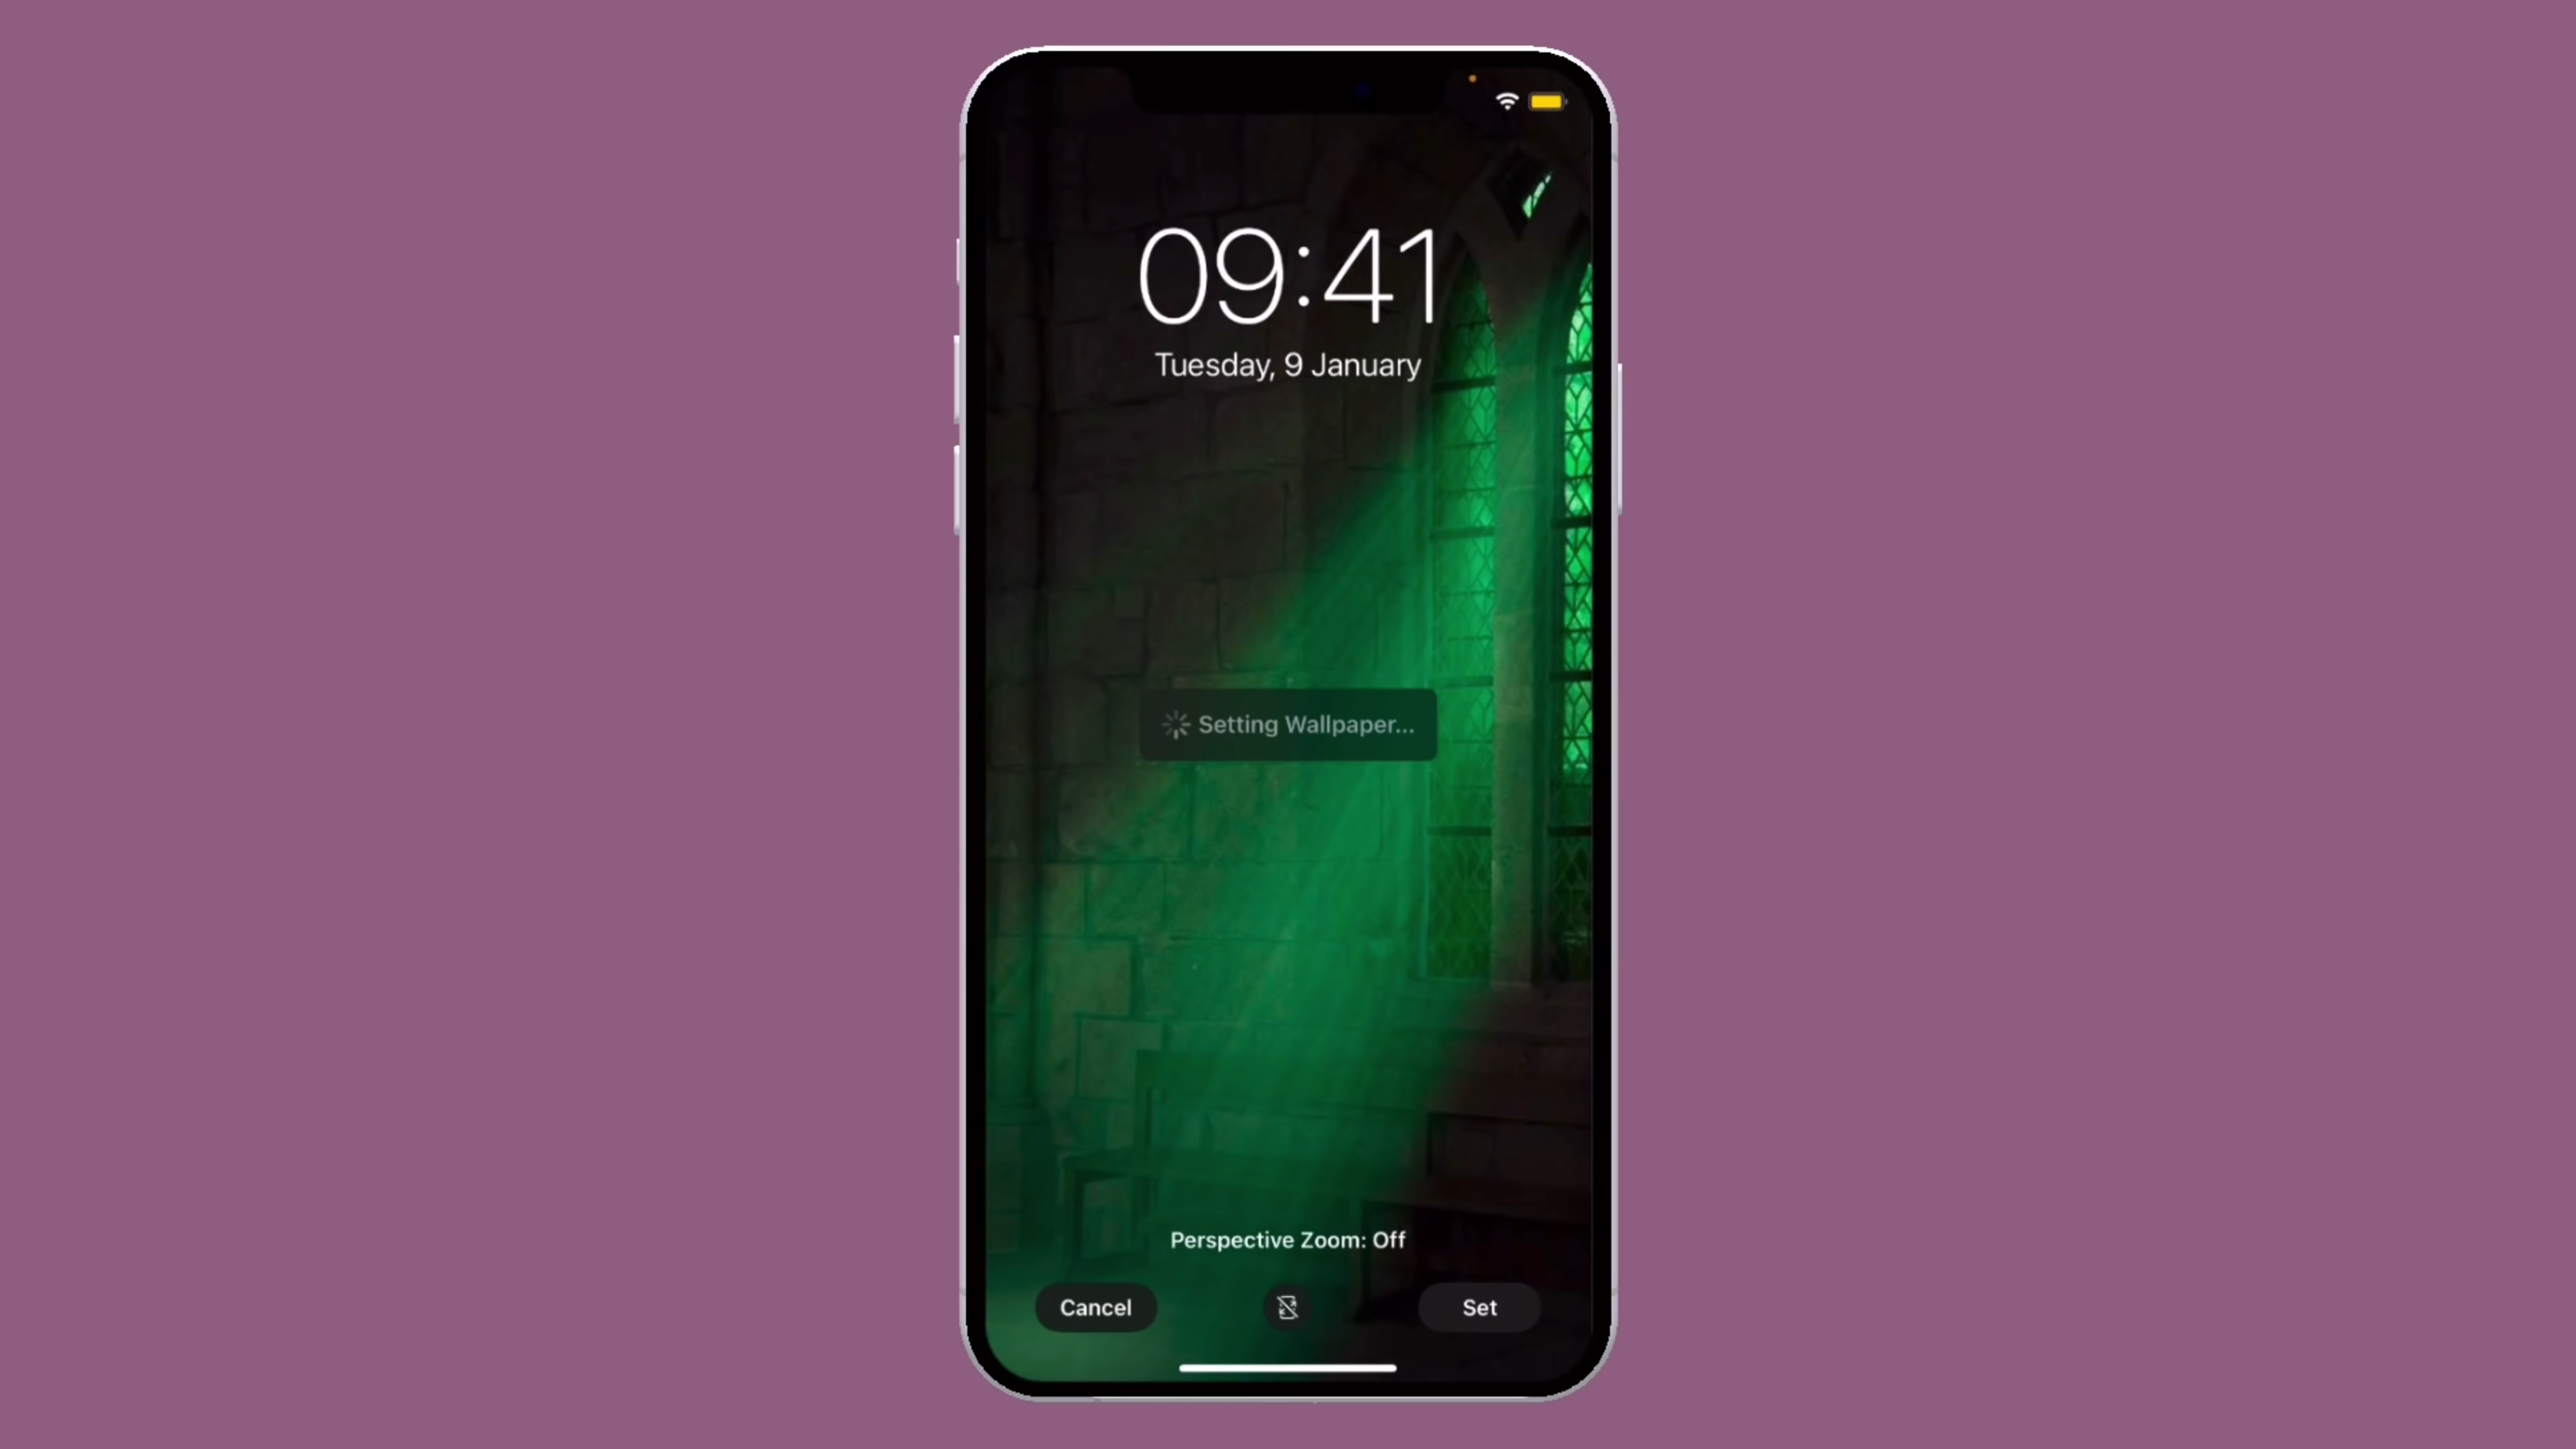 09:41
Tuesday, 9 January
Setting Wallpaper...
Perspective Zoom: Off
Cancel
Set